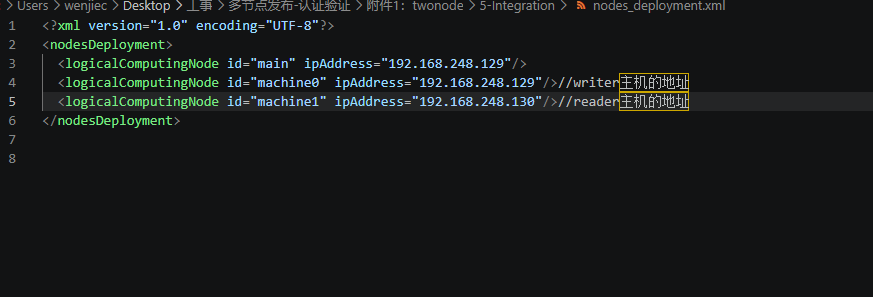 > Users > wenjiec > Desktop > 工事 > 多节点发布-认证验证 > 附件1：twonode > 5-Integration > nodes_deployment.xml
1 <?xml version="1.0" encoding="UTF-8"?>
2 <nodesDeployment>
3 <logicalComputingNode id="main" ipAddress="192.168.248.129"/>
4 <logicalComputingNode id="machine0" ipAddress="192.168.248.129"/>//writer主机的地址
5 <logicalComputingNode id="machine1" ipAddress="192.168.248.130"/>//reader主机的地址
6 </nodesDeployment>
7
8